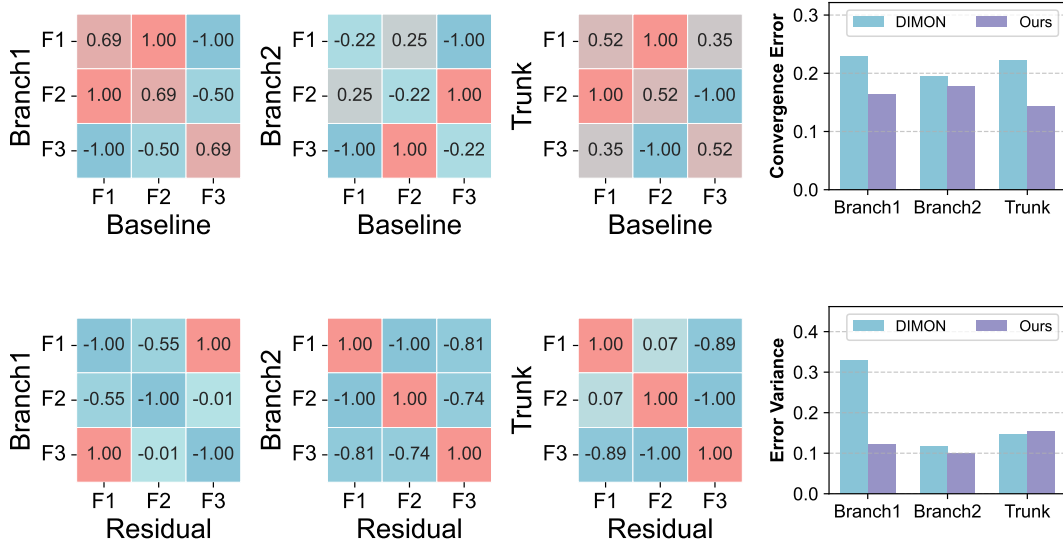 Branch1
F1 0.69 1.00 -1.00
F2 1.00 0.69 -0.50
F3 -1.00 -0.50 0.69
F1 F2 F3
Baseline
Branch2
F1 -0.22 0.25 -1.00
F2 0.25 -0.22 1.00
F3 -1.00 1.00 -0.22
F1 F2 F3
Baseline
Trunk
F1 0.52 1.00 0.35
F2 1.00 0.52 -1.00
F3 0.35 -1.00 0.52
F1 F2 F3
Baseline
Convergence Error
DIMON Ours
0.3
0.2
0.1
0.0
Branch1 Branch2 Trunk
Branch1
F1 -1.00 -0.55 1.00
F2 -0.55 -1.00 -0.01
F3 1.00 -0.01 -1.00
F1 F2 F3
Residual
Branch2
F1 1.00 -1.00 -0.81
F2 -1.00 1.00 -0.74
F3 -0.81 -0.74 1.00
F1 F2 F3
Residual
Trunk
F1 1.00 0.07 -0.89
F2 0.07 1.00 -1.00
F3 -0.89 -1.00 1.00
F1 F2 F3
Residual
Error Variance
DIMON Ours
0.4
0.3
0.2
0.1
0.0
Branch1 Branch2 Trunk